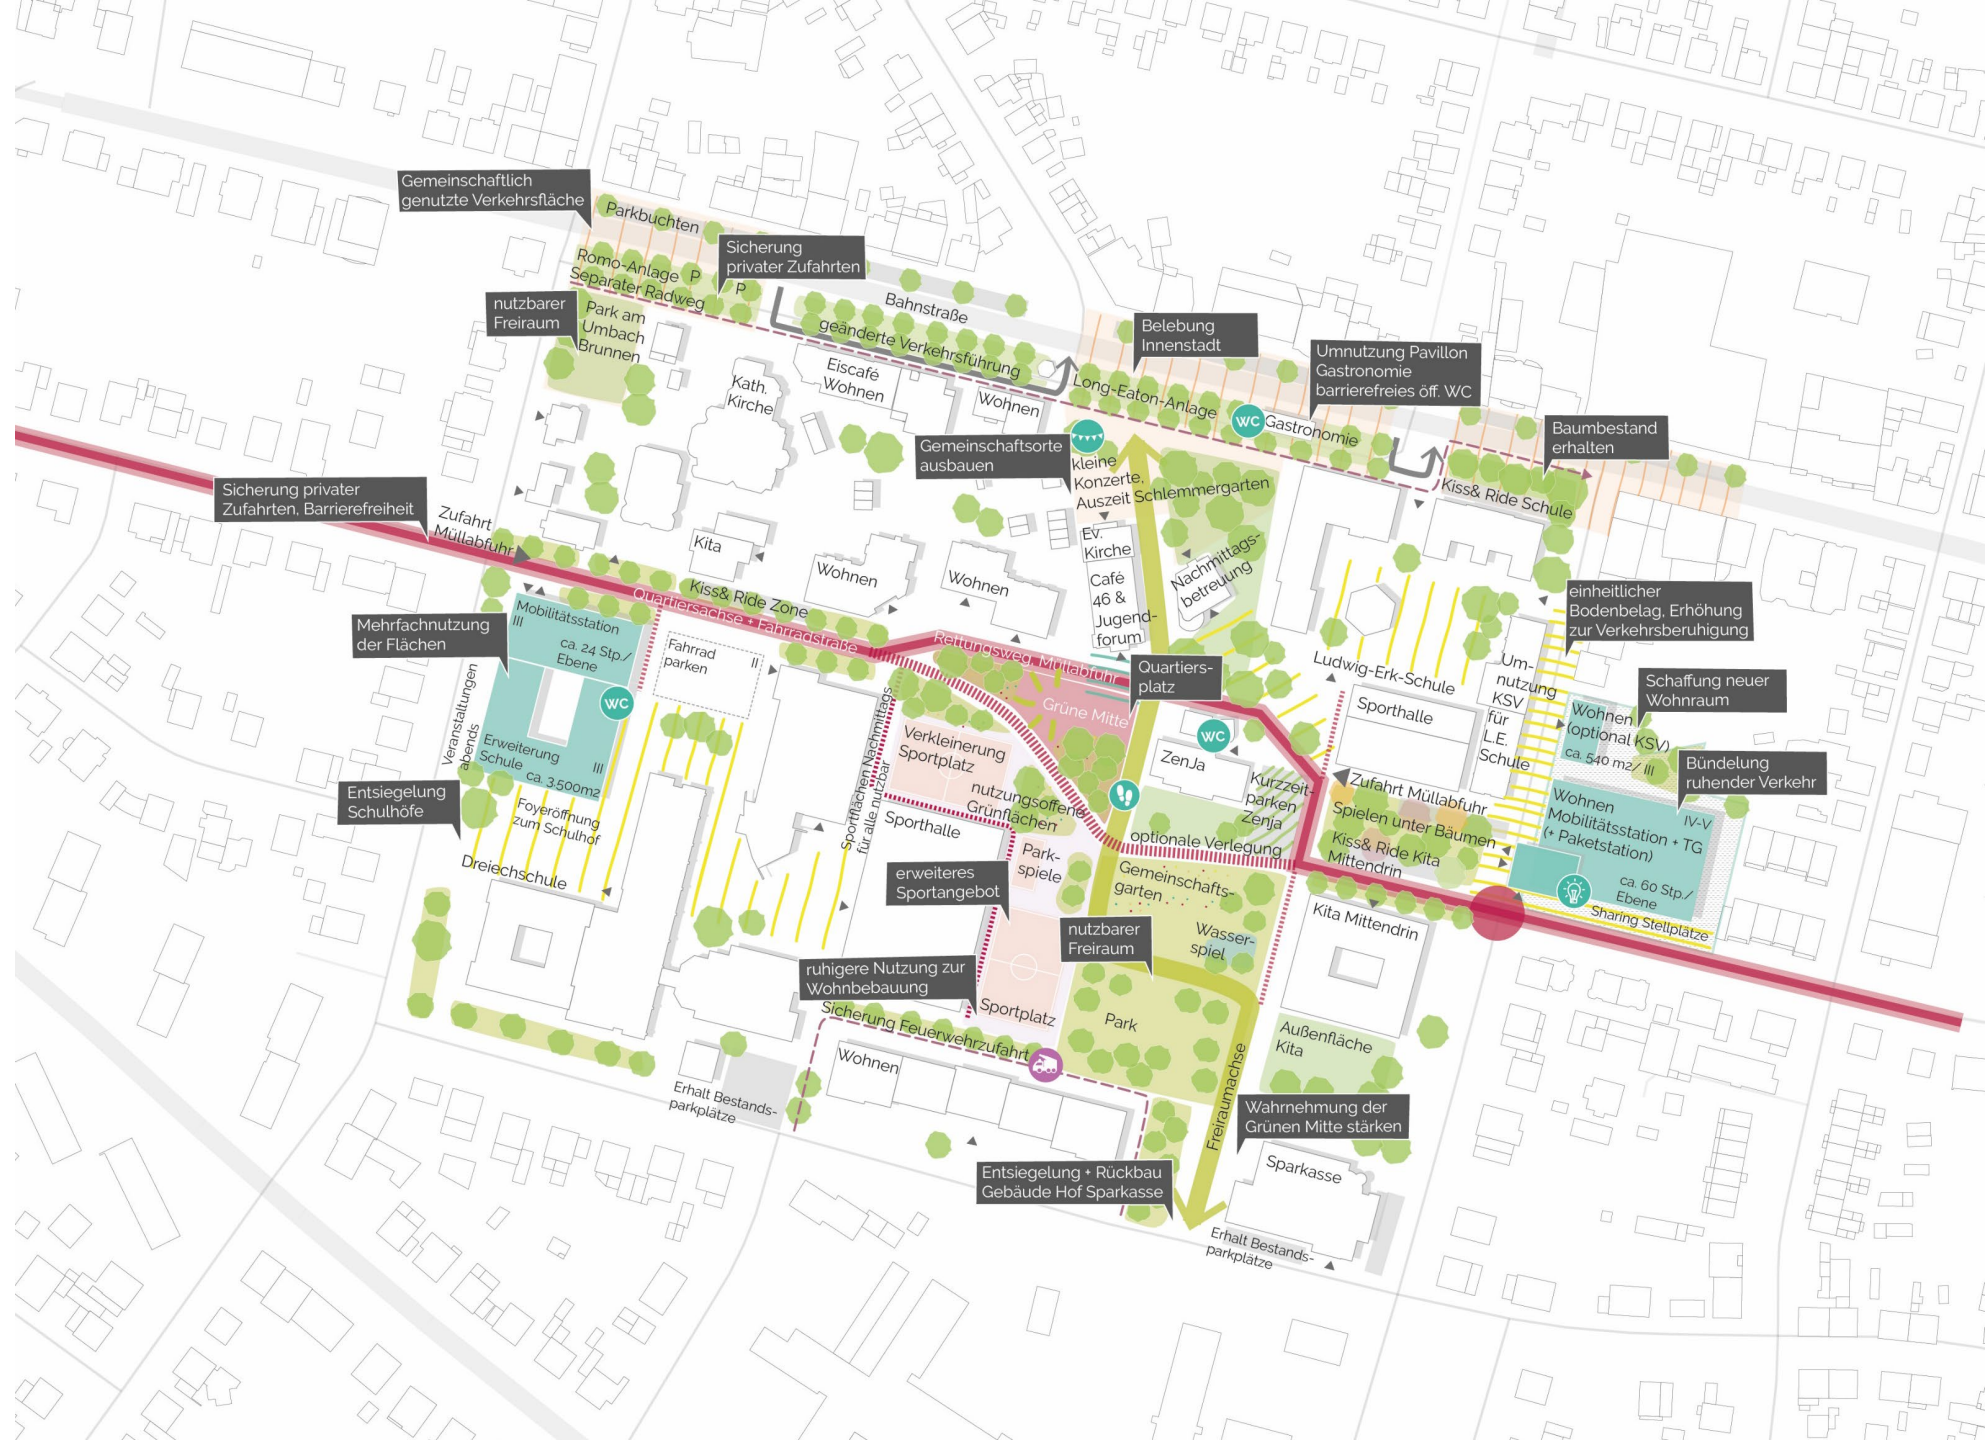 Gemeinschaftlich
genutzte Verkehrsfläche
Parkbuchten
Sicherung
privater Zufahrten
Romo-Anlage P
P
Separater Radweg
nutzbarer
Freiraum
Park am
Umbach
Brunnen
Bahnstraße
geänderte Verkehrsführung
Belebung
Innenstadt
Umnutzung Pavillon
Gastronomie
barrierefreies öff. WC
Eiscafé
Wohnen
Kath.
Kirche
Wohnen
Long-Eaton-Anlage
WC
Gastronomie
Baumbestand
erhalten
Gemeinschaftsorte
ausbauen
kleine
Konzerte,
Auszeit
Schlemmergarten
Kiss& Ride Schule
Sicherung privater
Zufahrten, Barrierefreiheit
Zufahrt
Müllabfuhr
Kita
Wohnen
Wohnen
Ev.
Kirche
Café
46 &
Jugend-
forum
Nachmittags-
betreuung
Kiss& Ride Zone
Quartiersachse + Fahrradstraße
Rettungsweg, Müllabfuhr
einheitlicher
Bodenbelag, Erhöhung
zur Verkehrsberuhigung
Mehrfachnutzung
der Flächen
Mobilitätsstation
III
ca. 24 Stp./
Ebene
Fahrrad
parken
II
WC
Quartiers-
platz
Ludwig-Erk-Schule
Um-
nutzung
KSV
für
L.E.
Schule
Schaffung neuer
Wohnraum
Veranstaltungen
abends
Erweiterung
Schule
III
ca. 3.500m2
Sportflächen Nachmittags
für alle nutzbar
Verkleinerung
Sportplatz
Grüne Mitte
WC
Sporthalle
Wohnen
(optional KSV)
ca. 540 m2/ III
Bündelung
ruhender Verkehr
Entsiegelung
Schulhöfe
Foyeröffnung
zum Schulhof
Sporthalle
nutzungsoffene
Grünflächen
ZenJa
Kurzzeit-
parken
Zenja
Zufahrt Müllabfuhr
Spielen unter Bäumen
Kiss& Ride Kita
Mittendrin
Wohnen
Mobilitätsstation + TG
(+ Paketstation)
IV-V
ca. 60 Stp./
Ebene
Sharing Stellplätze
Dreiechschule
erweiteres
Sportangebot
Park-
spiele
optionale Verlegung
Gemeinschafts-
garten
Kita Mittendrin
nutzbarer
Freiraum
Wasser-
spiel
ruhigere Nutzung zur
Wohnbebauung
Sportplatz
Park
Sicherung Feuerwehrzufahrt
Außenfläche
Kita
Wohnen
Erhalt Bestands-
parkplätze
Freiraumachse
Wahrnehmung der
Grünen Mitte stärken
Entsiegelung + Rückbau
Gebäude Hof Sparkasse
Sparkasse
Erhalt Bestands-
parkplätze